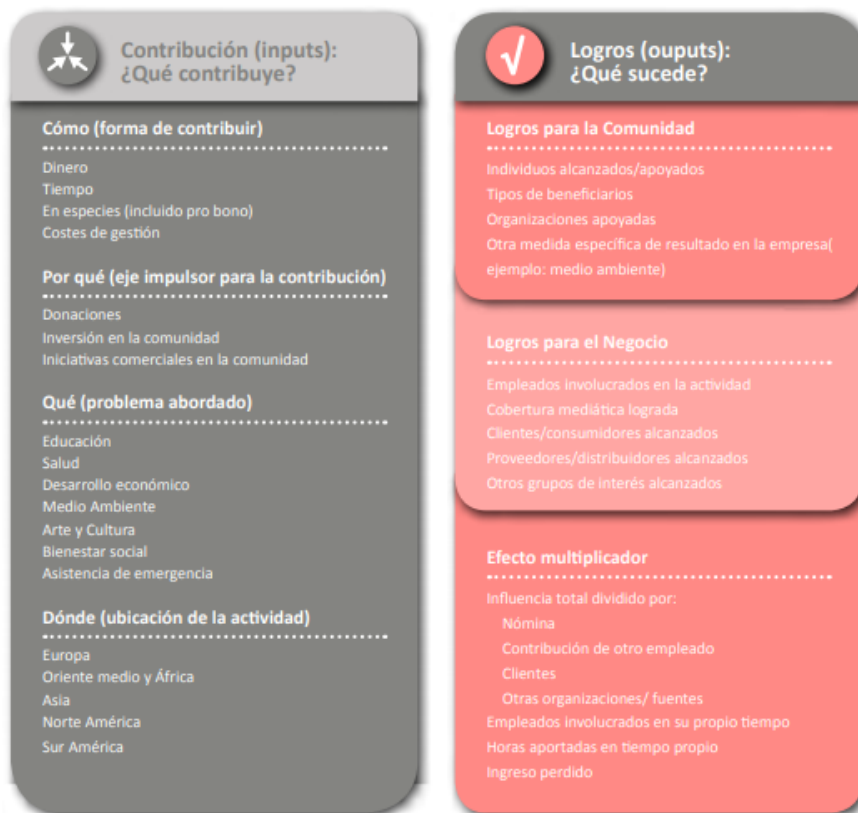 Contribución (inputs):
¿Qué contribuye?
Cómo (forma de contribuir)
Dinero
Tiempo
En especies (incluido pro bono)
Costes de gestión
Por qué (eje impulsor para la contribución)
Donaciones
Inversión en la comunidad
Iniciativas comerciales en la comunidad
Qué (problema abordado)
Educación
Salud
Desarrollo económico
Medio Ambiente
Arte y Cultura
Bienestar social
Asistencia de emergencia
Dónde (ubicación de la actividad)
Europa
Oriente medio y África
Asia
Norte América
Sur América
Logros (ouputs):
¿Qué sucede?
Logros para la Comunidad
Individuos alcanzados/apoyados
Tipos de beneficiarios
Organizaciones apoyadas
Otra medida específica de resultado en la empresa(
ejemplo: medio ambiente)
Logros para el Negocio
Empleados involucrados en la actividad
Cobertura mediática lograda
Clientes/consumidores alcanzados
Proveedores/distribuidores alcanzados
Otros grupos de interés alcanzados
Efecto multiplicador
Influencia total dividido por:
Nómina
Contribución de otro empleado
Clientes
Otras organizaciones/ fuentes
Empleados involucrados en su propio tiempo
Horas aportadas en tiempo propio
Ingreso perdido